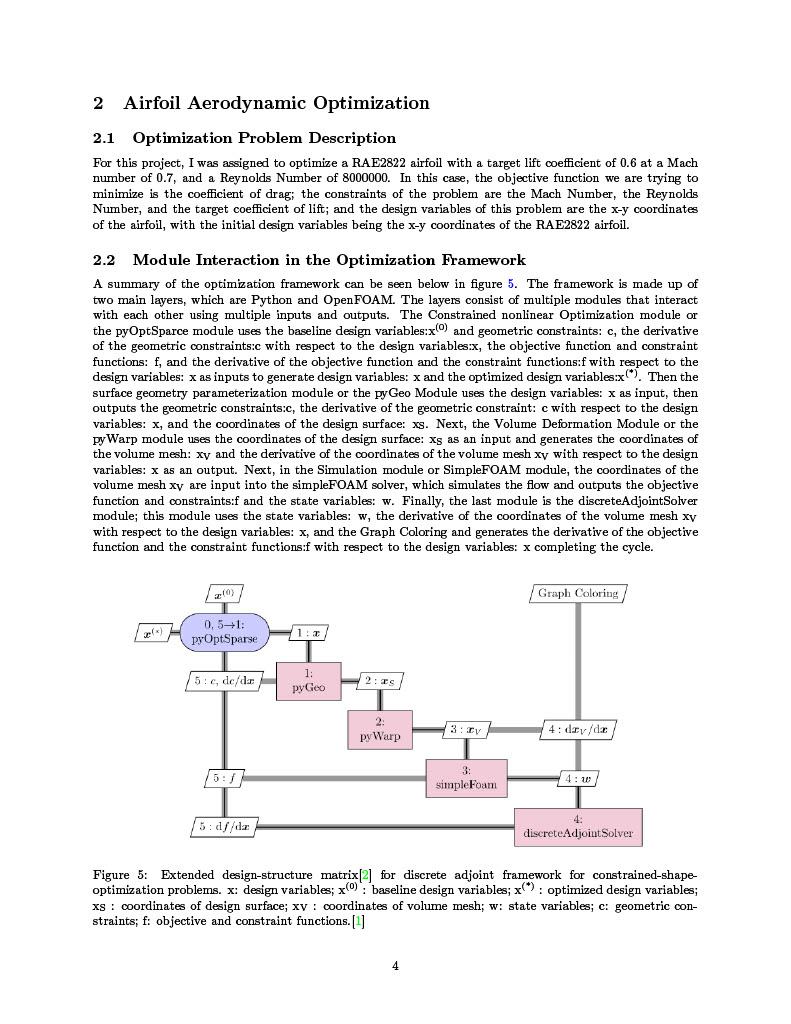 2 Airfoil Aerodynamic Optimization
2.1 Optimization Problem Description
For this project, I was assigned to optimize a RAE2822 airfoil with a target lift coefficient of 0.6 at a Mach
number of 0.7, and a Reynolds Number of 8000000. In this case, the objective function we are trying to
minimize is the coefficient of drag; the constraints of the problem are the Mach Number, the Reynolds
Number, and the target coefficient of lift; and the design variables of this problem are the x-y coordinates
of the airfoil, with the initial design variables being the x-y coordinates of the RAE2822 airfoil.
2.2 Module Interaction in the Optimization Framework
A summary of the optimization framework can be seen below in figure 5. The framework is made up of
two main layers, which are Python and OpenFOAM. The layers consist of multiple modules that interact
with each other using multiple inputs and outputs. The Constrained nonlinear Optimization module or
the pyOptSparce module uses the baseline design variables:x(0) and geometric constraints: c, the derivative
of the geometric constraints:c with respect to the design variables:x, the objective function and constraint
functions: f, and the derivative of the objective function and the constraint functions:f with respect to the
design variables: x as inputs to generate design variables: x and the optimized design variables:x(*). Then the
surface geometry parameterization module or the pyGeo Module uses the design variables: x as input, then
outputs the geometric constraints:c, the derivative of the geometric constraint: c with respect to the design
variables: x, and the coordinates of the design surface: xS. Next, the Volume Deformation Module or the
pyWarp module uses the coordinates of the design surface: xS as an input and generates the coordinates of
the volume mesh: xV and the derivative of the coordinates of the volume mesh xV with respect to the design
variables: x as an output. Next, in the Simulation module or SimpleFOAM module, the coordinates of the
volume mesh xV are input into the simpleFOAM solver, which simulates the flow and outputs the objective
function and constraints:f and the state variables: w. Finally, the last module is the discreteAdjointSolver
module; this module uses the state variables: w, the derivative of the coordinates of the volume mesh xV
with respect to the design variables: x, and the Graph Coloring and generates the derivative of the objective
function and the constraint functions:f with respect to the design variables: x completing the cycle.
x(0)
Graph Coloring
x(*)
0, 5→1:
pyOptSparse
1 : x
5 : c, dc/dx
1:
pyGeo
2 : xS
2:
pyWarp
3 : xV
4 : dxV/dx
5 : f
3:
simpleFoam
4 : w
5 : df/dx
4:
discreteAdjointSolver
Figure 5: Extended design-structure matrix[2] for discrete adjoint framework for constrained-shape-
optimization problems. x: design variables; x(0) : baseline design variables; x(*) : optimized design variables;
xS : coordinates of design surface; xV : coordinates of volume mesh; w: state variables; c: geometric con-
straints; f: objective and constraint functions.[1]
4